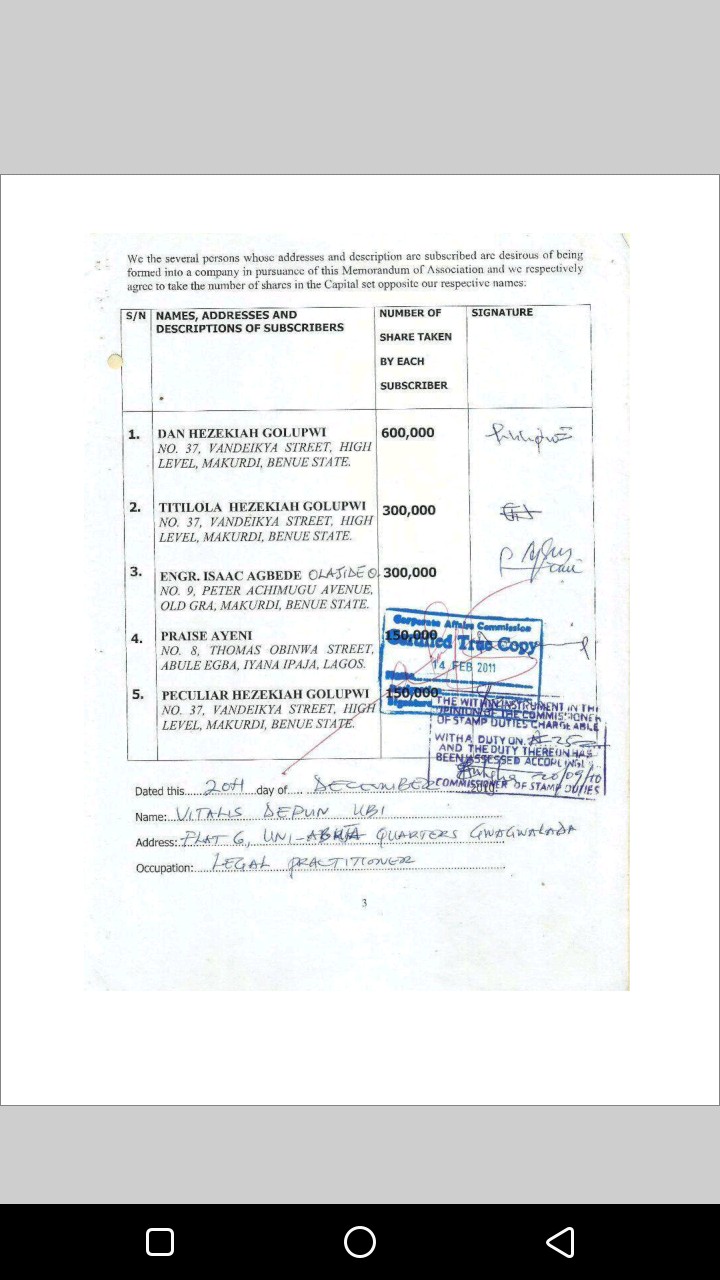 We the several persons whose addresses and description are subscribed are desirous of being
formed into a company in pursuance of this Memorandum of Association and we respectively
agree to take the number of shares in the Capital set opposite our respective names:
S/N NAMES, ADDRESSES AND DESCRIPTIONS OF SUBSCRIBERS
NUMBER OF
SHARE TAKEN
BY EACH
SUBSCRIBER
SIGNATURE
1. DAN HEZEKIAH GOLUPWI 600,000
NO. 37, VANDEIKYA STREET, HIGH
LEVEL, MAKURDI, BENUE STATE.
2. TITILOLA HEZEKIAH GOLUPWI 300,000
NO. 37, VANDEIKYA STREET, HIGH
LEVEL, MAKURDI, BENUE STATE.
3. ENGR. ISAAC AGBEDE OLAJIDE O. 300,000
NO. 9, PETER ACHIMUGU AVENUE,
OLD GRA, MAKURDI, BENUE STATE.
4. PRAISE AYENI 150,000
NO. 8, THOMAS OBINWA STREET,
ABULE EGBA, IYANA IPAJA, LAGOS.
5. PECULIAR HEZEKIAH GOLUPWI 150,000
NO. 37, VANDEIKYA STREET, HIGH
LEVEL, MAKURDI, BENUE STATE.
Corporate Affairs Commission
Certified True Copy
14 FEB 2011
Name
Signature
THE WITHIN INSTRUMENT IN THE
OPINION OF THE COMMISSIONER
OF STAMP DUTIES CHARGEABLE
WITH A DUTY ON. ₦ 25
AND THE DUTY THEREON HAS
BEEN ASSESSED ACCORDINGLY
COMMISSIONER OF STAMP DUTIES
Dated this......20TH...day of.... DECEMBER 2010
Name:..VITALIS DEPUN UBI
Address:.FLAT 6, UNI-ABUJA QUARTERS GWAGWALADA
Occupation:....LEGAL PRACTITIONER
3